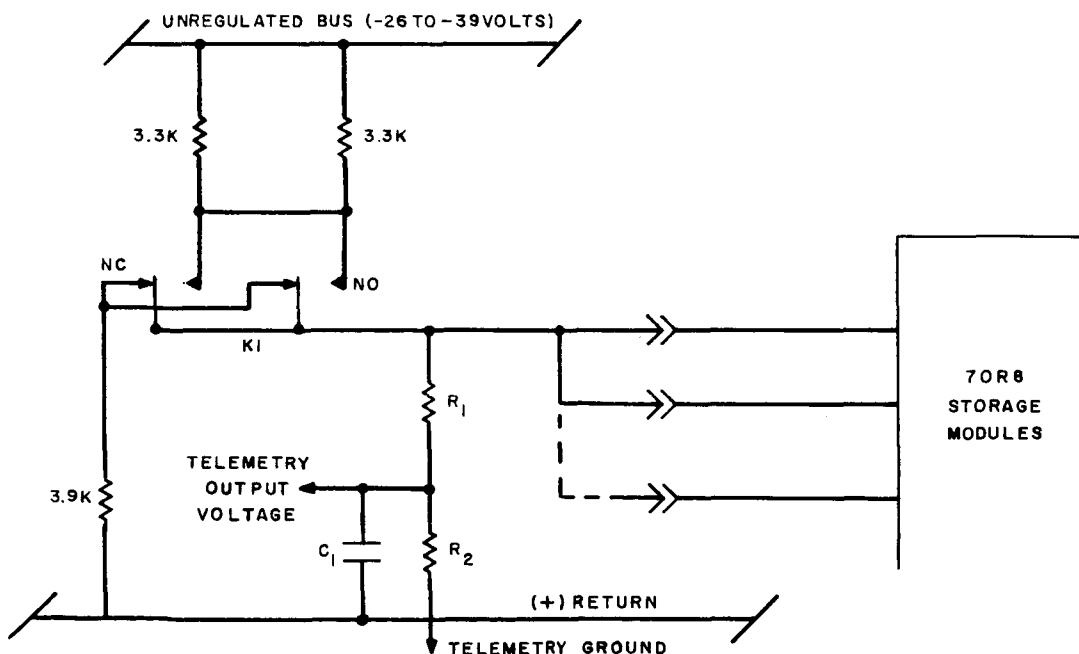 UNREGULATED BUS (-26 TO -39 VOLTS)
3.3K
3.3K
NC
NO
K1
R1
7 OR 8
STORAGE
MODULES
TELEMETRY
OUTPUT
VOLTAGE
3.9K
C1
R2
(+) RETURN
TELEMETRY GROUND